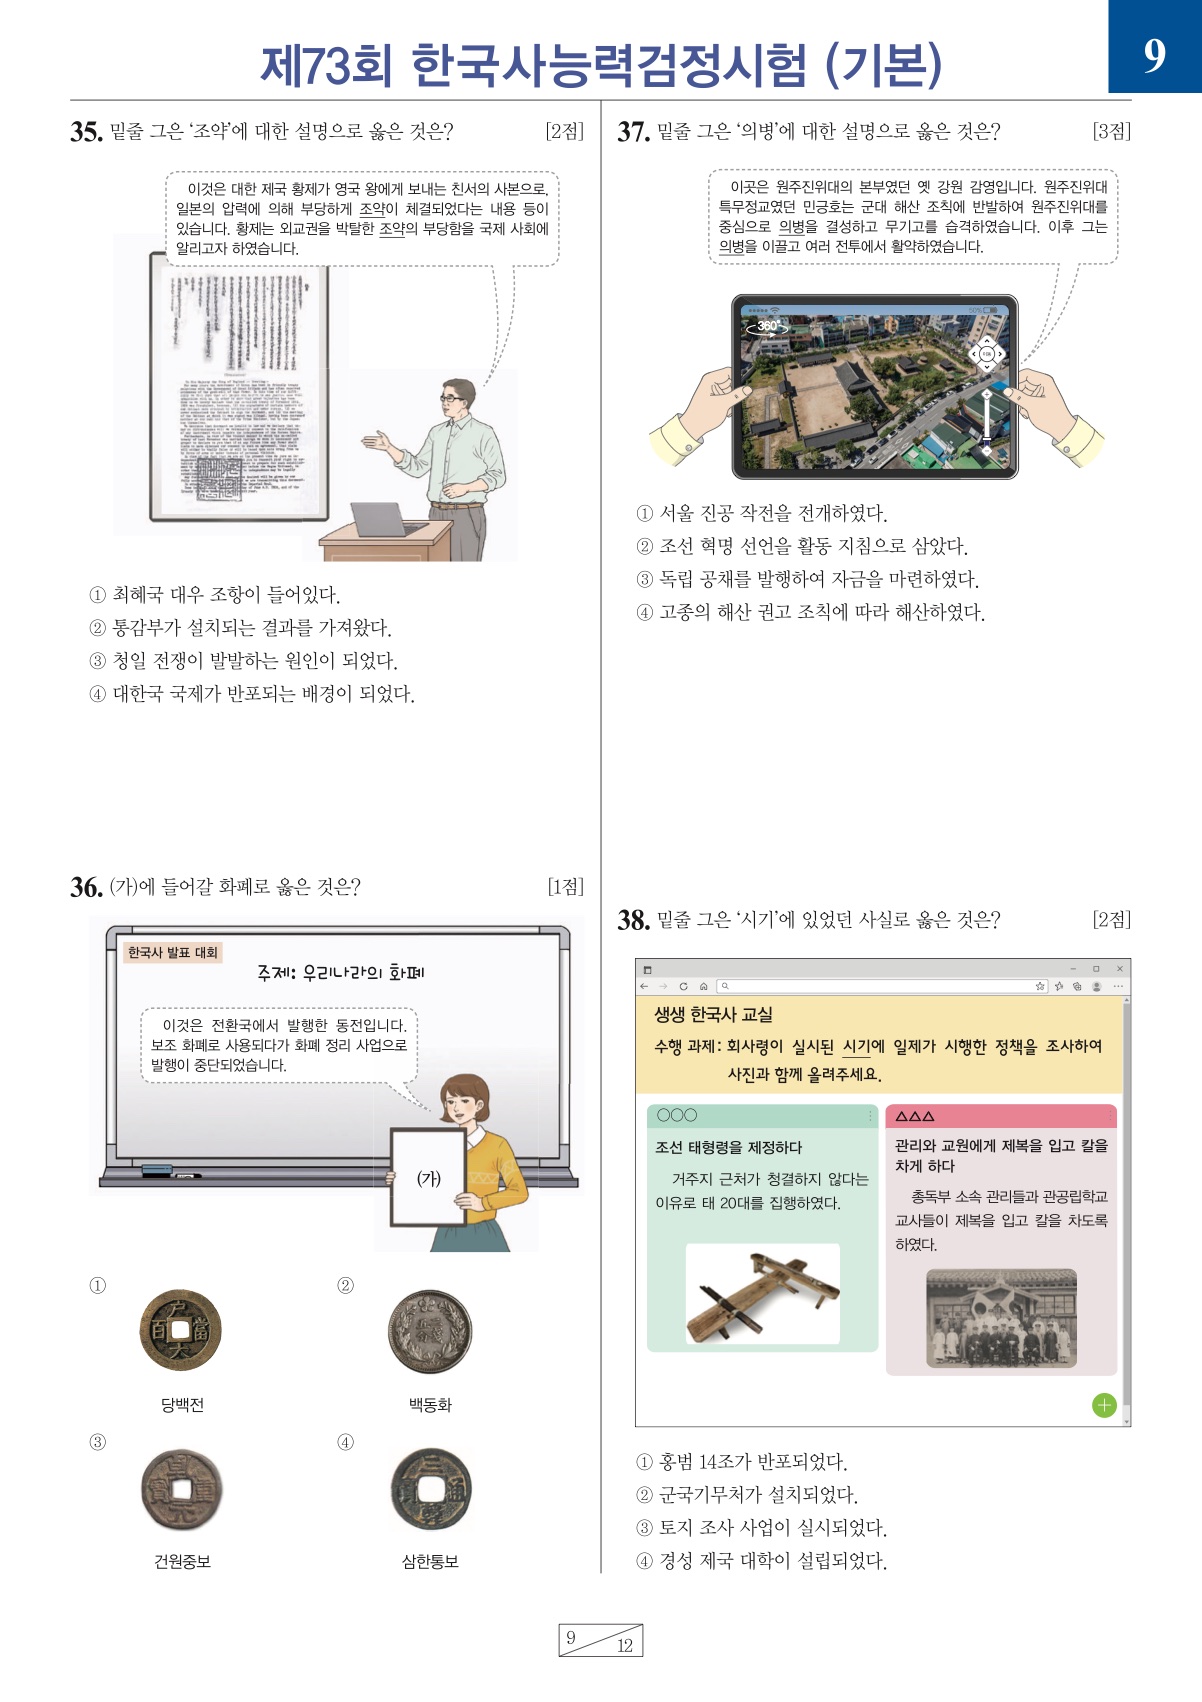 제73회 한국사능력검정시험 (기본)
9
35. 밑줄 그은 ‘조약’에 대한 설명으로 옳은 것은? [2점]
이것은 대한 제국 황제가 영국 왕에게 보내는 친서의 사본으로,
일본의 압력에 의해 부당하게 조약이 체결되었다는 내용 등이
있습니다. 황제는 외교권을 박탈한 조약의 부당함을 국제 사회에
알리고자 하였습니다.
① 최혜국 대우 조항이 들어있다.
② 통감부가 설치되는 결과를 가져왔다.
③ 청일 전쟁이 발발하는 원인이 되었다.
④ 대한국 국제가 반포되는 배경이 되었다.
36. (가)에 들어갈 화폐로 옳은 것은? [1점]
한국사 발표 대회
주제: 우리나라의 화폐
이것은 전환국에서 발행한 동전입니다.
보조 화폐로 사용되다가 화폐 정리 사업으로
발행이 중단되었습니다.
(가)
①
당백전
②
백동화
③
건원중보
④
삼한통보
37. 밑줄 그은 ‘의병’에 대한 설명으로 옳은 것은? [3점]
이곳은 원주진위대의 본부였던 옛 강원 감영입니다. 원주진위대
특무정교였던 민긍호는 군대 해산 조칙에 반발하여 원주진위대를
중심으로 의병을 결성하고 무기고를 습격하였습니다. 이후 그는
의병을 이끌고 여러 전투에서 활약하였습니다.
50%
360°
① 서울 진공 작전을 전개하였다.
② 조선 혁명 선언을 활동 지침으로 삼았다.
③ 독립 공채를 발행하여 자금을 마련하였다.
④ 고종의 해산 권고 조칙에 따라 해산하였다.
38. 밑줄 그은 ‘시기’에 있었던 사실로 옳은 것은? [2점]
생생 한국사 교실
수행 과제: 회사령이 실시된 시기에 일제가 시행한 정책을 조사하여
사진과 함께 올려주세요.
○○○
조선 태형령을 제정하다
거주지 근처가 청결하지 않다는
이유로 태 20대를 집행하였다.
△△△
관리와 교원에게 제복을 입고 칼을
차게 하다
총독부 소속 관리들과 관공립학교
교사들이 제복을 입고 칼을 차도록
하였다.
① 홍범 14조가 반포되었다.
② 군국기무처가 설치되었다.
③ 토지 조사 사업이 실시되었다.
④ 경성 제국 대학이 설립되었다.
9
12